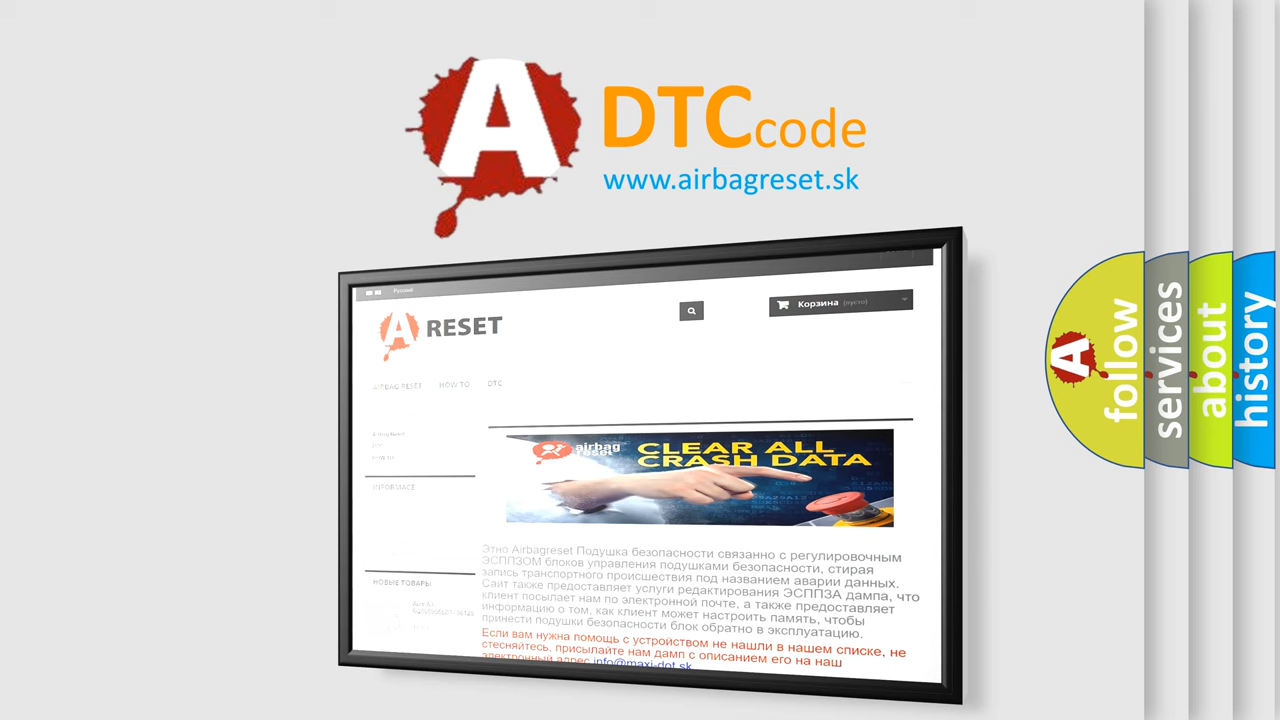 A
DTC code
www.airbagreset.sk
Русский
A RESET
Корзина (пусто)
AIRBAG RESET HOW TO DTC
INFORMACE
НОВЫЕ ТОВАРЫ
airbag
reset
CLEAR ALL
CRASH DATA
Этно Airbagreset Подушка безопасности связанно с регулировочным
ЭСППЗОМ блоков управления подушками безопасности, стирая
запись транспортного происшествия под названием аварии данных.
Сайт также предоставляет услуги редактирования ЭСППЗА дампа, что
клиент посылает нам по электронной почте, а также предоставляет
информацию о том, как клиент может настроить память, чтобы
принести подушки безопасности блок обратно в эксплуатацию.
Если вам нужна помощь с устройством не нашли в нашем списке, не
стесняйтесь, присылайте нам дамп с описанием его на наш
электронный адрес info@maxi-dot.sk
A
follow
services
about
history